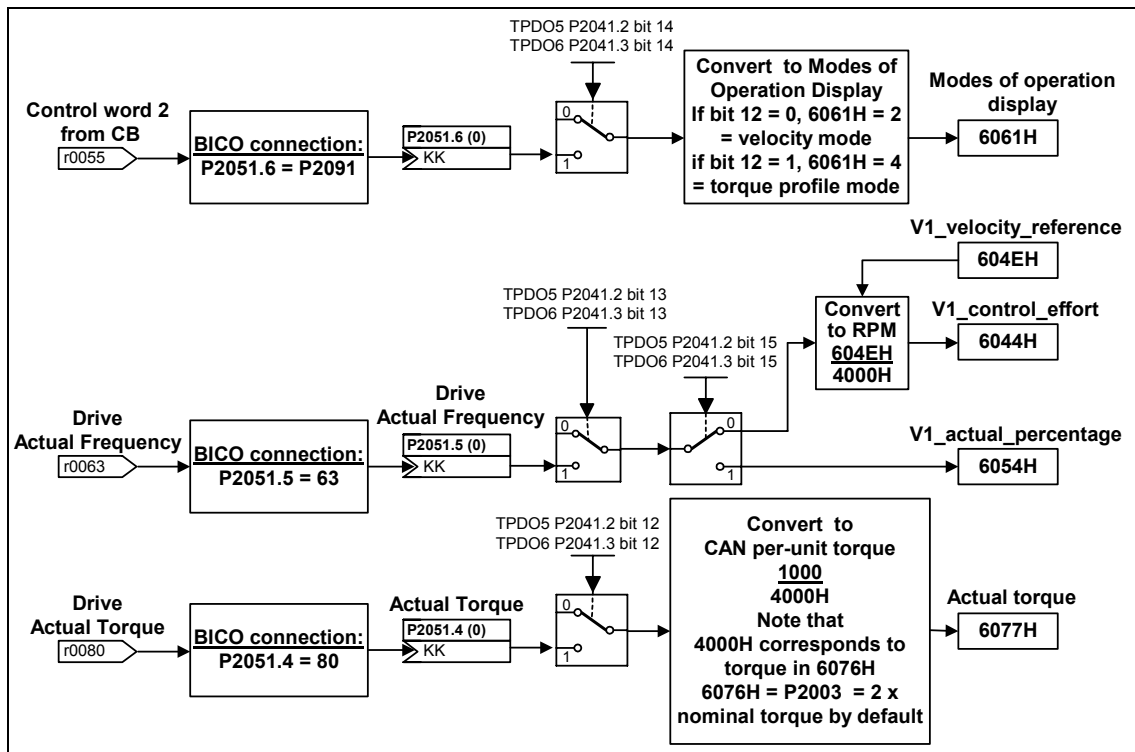 TPDO5 P2041.2 bit 14
TPDO6 P2041.3 bit 14
Control word 2
from CB
r0055
BICO connection:
P2051.6 = P2091
P2051.6 (0)
KK
0
1
Convert to Modes of
Operation Display
If bit 12 = 0, 6061H = 2
= velocity mode
if bit 12 = 1, 6061H = 4
= torque profile mode
Modes of operation
display
6061H
V1_velocity_reference
604EH
TPDO5 P2041.2 bit 13
TPDO6 P2041.3 bit 13
TPDO5 P2041.2 bit 15
TPDO6 P2041.3 bit 15
Convert
to RPM
604EH
4000H
V1_control_effort
6044H
Drive
Actual Frequency
r0063
BICO connection:
P2051.5 = 63
Drive
Actual Frequency
P2051.5 (0)
KK
0
1
0
1
V1_actual_percentage
6054H
TPDO5 P2041.2 bit 12
TPDO6 P2041.3 bit 12
Drive
Actual Torque
r0080
BICO connection:
P2051.4 = 80
Actual Torque
P2051.4 (0)
KK
0
1
Convert to
CAN per-unit torque
1000
4000H
Note that
4000H corresponds to
torque in 6076H
6076H = P2003 = 2 x
nominal torque by default
Actual torque
6077H